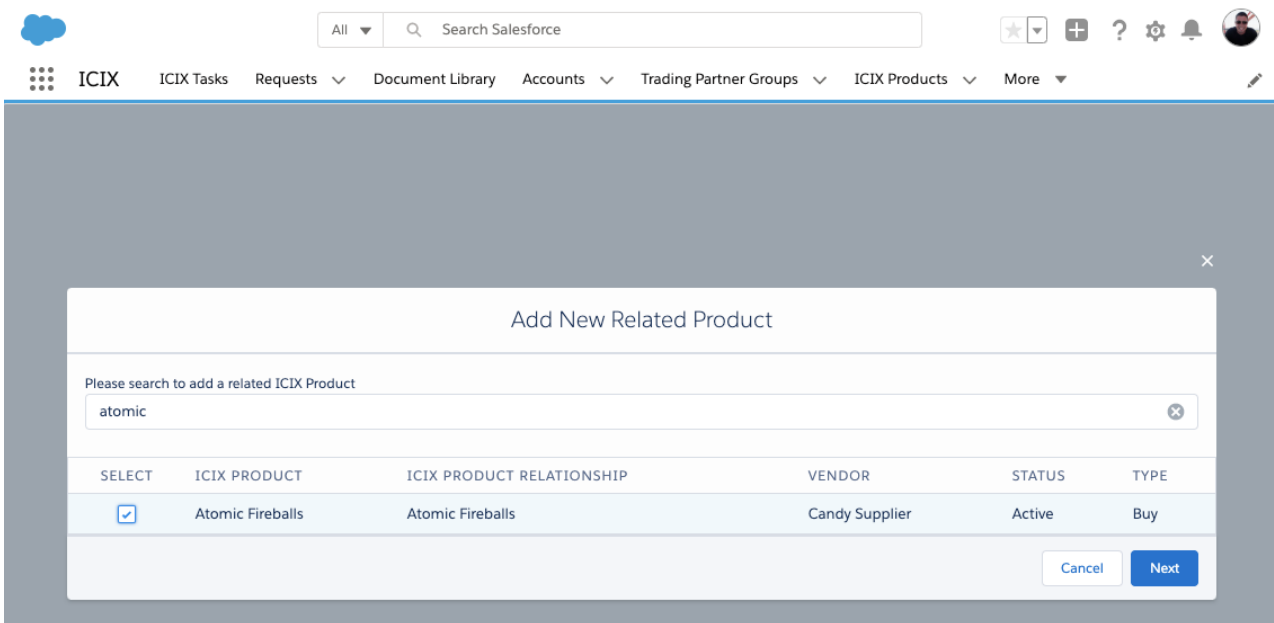 All Search Salesforce
ICIX ICIX Tasks Requests Document Library Accounts Trading Partner Groups ICIX Products More
Add New Related Product
Please search to add a related ICIX Product
atomic
SELECT ICIX PRODUCT ICIX PRODUCT RELATIONSHIP VENDOR STATUS TYPE
Atomic Fireballs Atomic Fireballs Candy Supplier Active Buy
Cancel Next